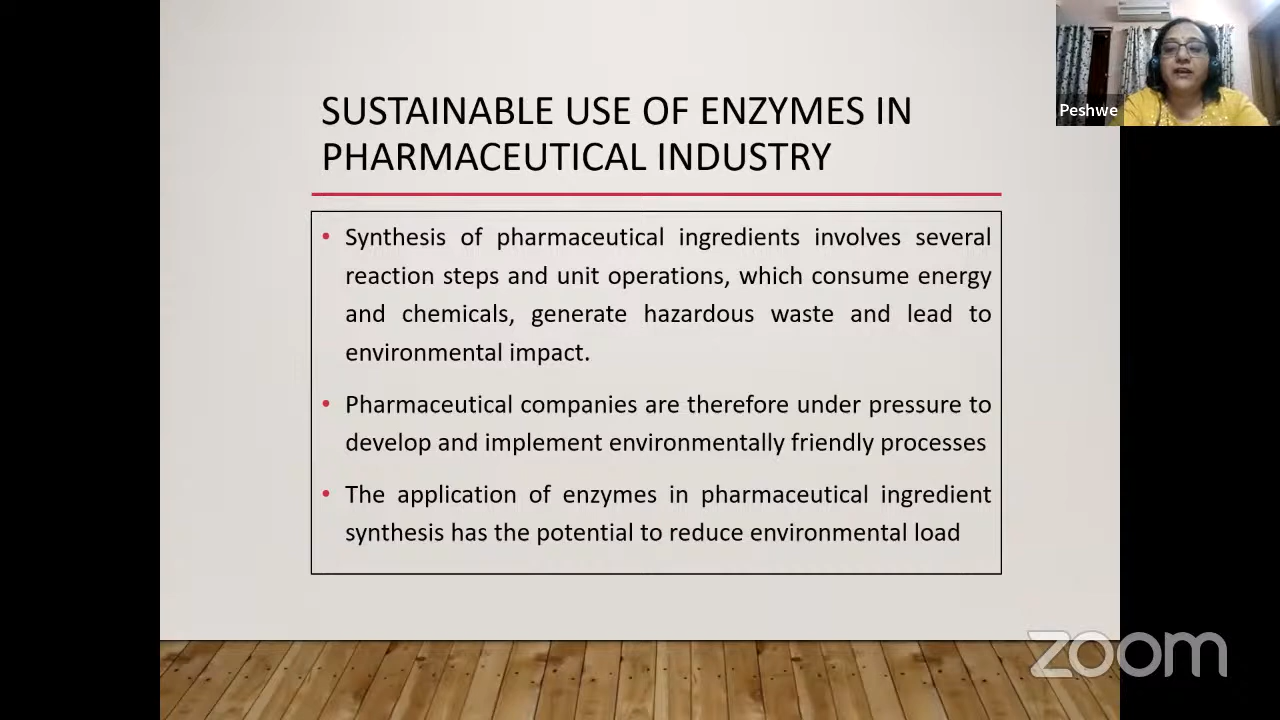 SUSTAINABLE USE OF ENZYMES IN
PHARMACEUTICAL INDUSTRY
• Synthesis of pharmaceutical ingredients involves several
reaction steps and unit operations, which consume energy
and chemicals, generate hazardous waste and lead to
environmental impact.
• Pharmaceutical companies are therefore under pressure to
develop and implement environmentally friendly processes
• The application of enzymes in pharmaceutical ingredient
synthesis has the potential to reduce environmental load
Peshwe
zoom